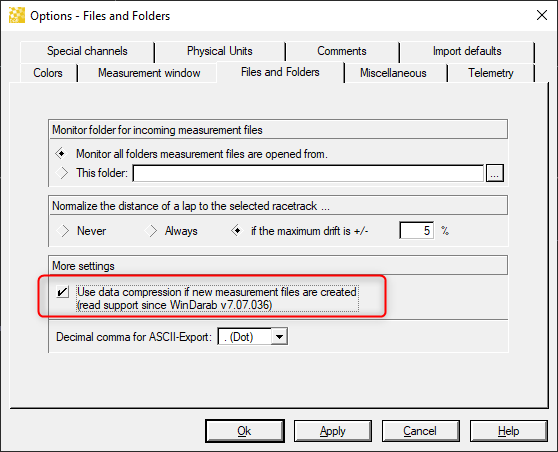 Options - Files and Folders
Special channels
Physical Units
Comments
Import defaults
Colors
Measurement window
Files and Folders
Miscellaneous
Telemetry
Monitor folder for incoming measurement files
Monitor all folders measurement files are opened from.
This folder:
...
Normalize the distance of a lap to the selected racetrack ...
Never
Always
if the maximum drift is +/-
5
%
More settings
Use data compression if new measurement files are created
(read support since WinDarab v7.07.036)
Decimal comma for ASCII-Export:
. (Dot)
Ok
Apply
Cancel
Help